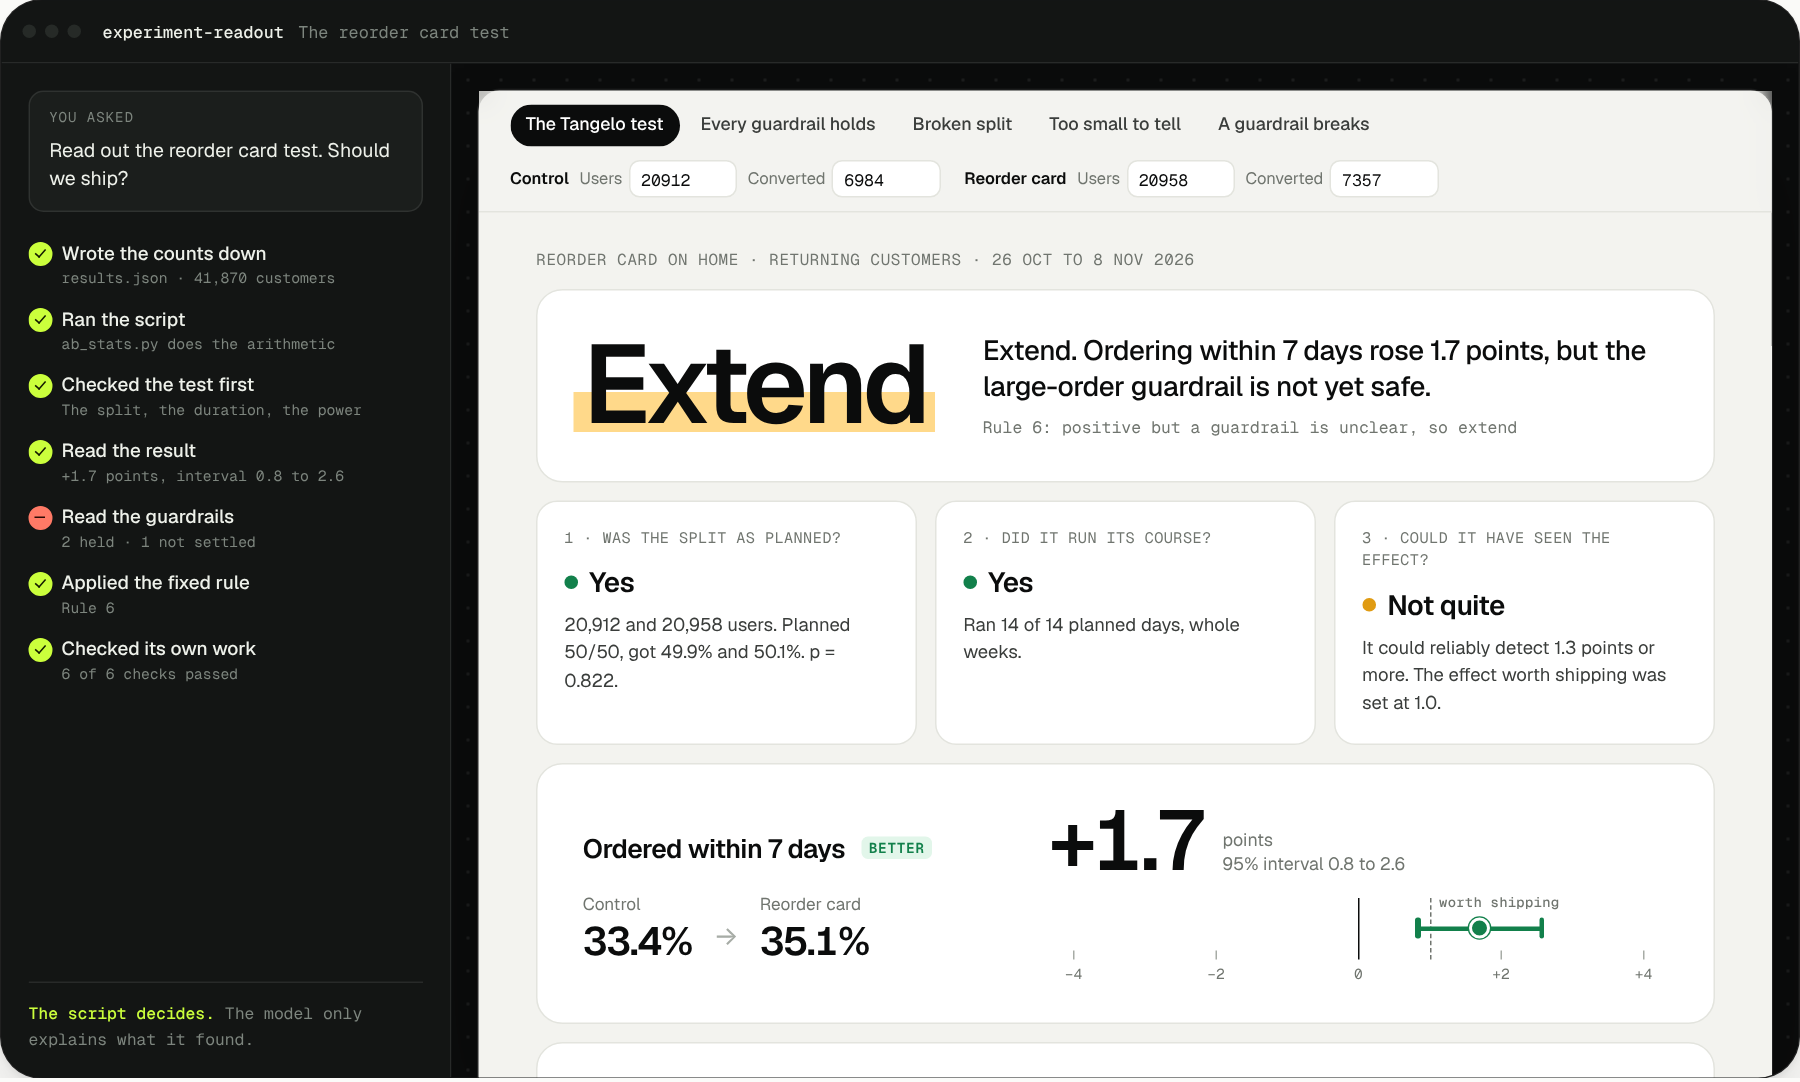 experiment-readout The reorder card test
YOU ASKED
Read out the reorder card test. Should
we ship?
Wrote the counts down
results.json · 41,870 customers
Ran the script
ab_stats.py does the arithmetic
Checked the test first
The split, the duration, the power
Read the result
+1.7 points, interval 0.8 to 2.6
Read the guardrails
2 held · 1 not settled
Applied the fixed rule
Rule 6
Checked its own work
6 of 6 checks passed
The script decides. The model only
explains what it found.
The Tangelo test Every guardrail holds Broken split Too small to tell A guardrail breaks
Control Users 20912 Converted 6984 Reorder card Users 20958 Converted 7357
REORDER CARD ON HOME · RETURNING CUSTOMERS · 26 OCT TO 8 NOV 2026
Extend
Extend. Ordering within 7 days rose 1.7 points, but the
large-order guardrail is not yet safe.
Rule 6: positive but a guardrail is unclear, so extend
1 · WAS THE SPLIT AS PLANNED?
Yes
20,912 and 20,958 users. Planned
50/50, got 49.9% and 50.1%. p =
0.822.
2 · DID IT RUN ITS COURSE?
Yes
Ran 14 of 14 planned days, whole
weeks.
3 · COULD IT HAVE SEEN THE
EFFECT?
Not quite
It could reliably detect 1.3 points or
more. The effect worth shipping was
set at 1.0.
Ordered within 7 days BETTER
Control Reorder card
33.4% → 35.1%
+1.7 points
95% interval 0.8 to 2.6
worth shipping
−4 −2 0 +2 +4